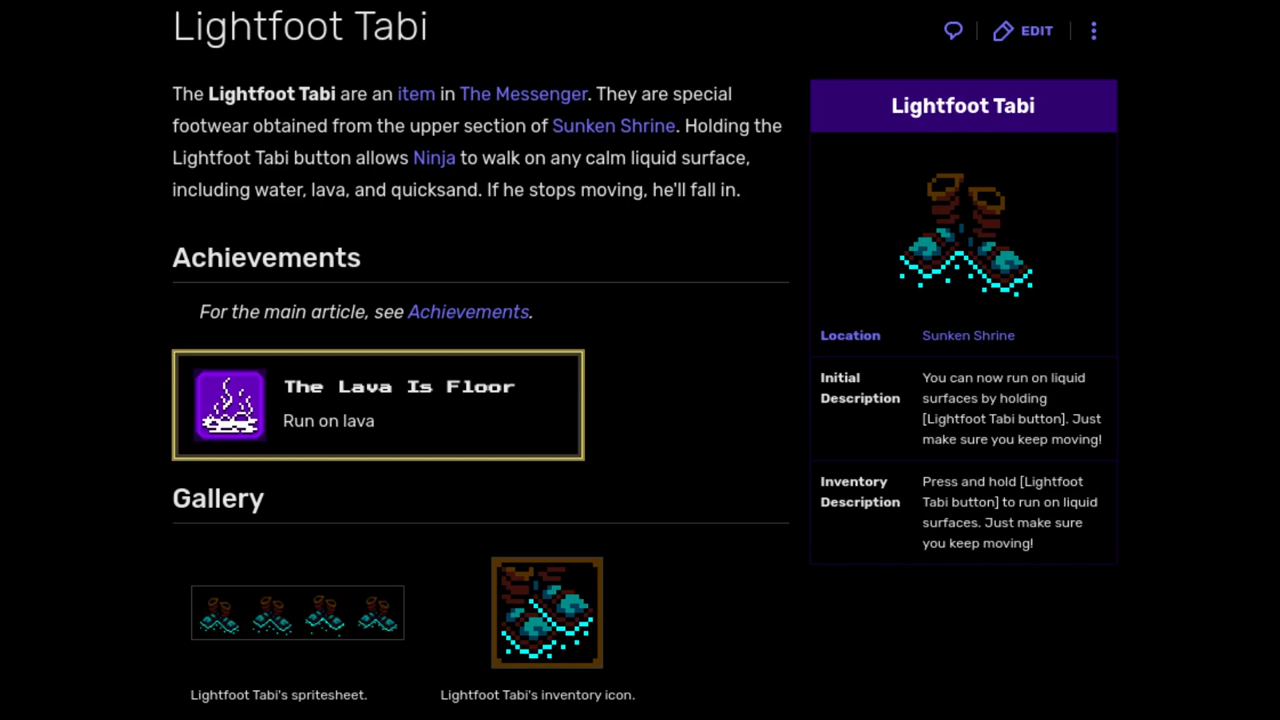 Lightfoot Tabi
EDIT
The Lightfoot Tabi are an item in The Messenger. They are special
footwear obtained from the upper section of Sunken Shrine. Holding the
Lightfoot Tabi button allows Ninja to walk on any calm liquid surface,
including water, lava, and quicksand. If he stops moving, he'll fall in.
Achievements
For the main article, see Achievements.
The Lava Is Floor
Run on lava
Gallery
Lightfoot Tabi's spritesheet.
Lightfoot Tabi's inventory icon.
Lightfoot Tabi
Location
Sunken Shrine
Initial
Description
You can now run on liquid
surfaces by holding
[Lightfoot Tabi button]. Just
make sure you keep moving!
Inventory
Description
Press and hold [Lightfoot
Tabi button] to run on liquid
surfaces. Just make sure
you keep moving!